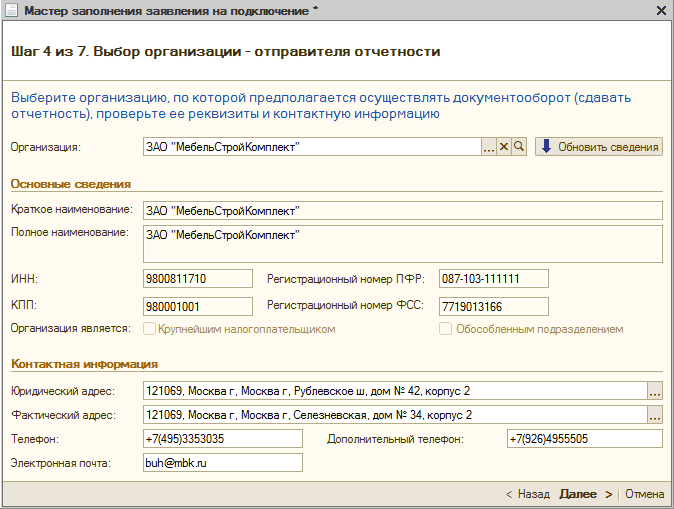 Мастер заполнения заявления на подключение *
Шаг 4 из 7. Выбор организации - отправителя отчетности
Выберите организацию, по которой предполагается осуществлять документооборот (сдавать
отчетность), проверьте ее реквизиты и контактную информацию
Организация: ЗАО "МебельСтройКомплект" ... Обновить сведения
Основные сведения
Краткое наименование: ЗАО "МебельСтройКомплект"
Полное наименование: ЗАО "МебельСтройКомплект"
ИНН: 9800811710 Регистрационный номер ПФР: 087-103-111111
КПП: 980001001 Регистрационный номер ФСС: 7719013166
Организация является: Крупнейшим налогоплательщиком Обособленным подразделением
Контактная информация
Юридический адрес: 121069, Москва г, Москва г, Рублевское ш, дом № 42, корпус 2 ...
Фактический адрес: 121069, Москва г, Москва г, Селезневская, дом № 34, корпус 2 ...
Телефон: +7(495)3353035 Дополнительный телефон: +7(926)4955505
Электронная почта: buh@mbk.ru
< Назад Далее > Отмена